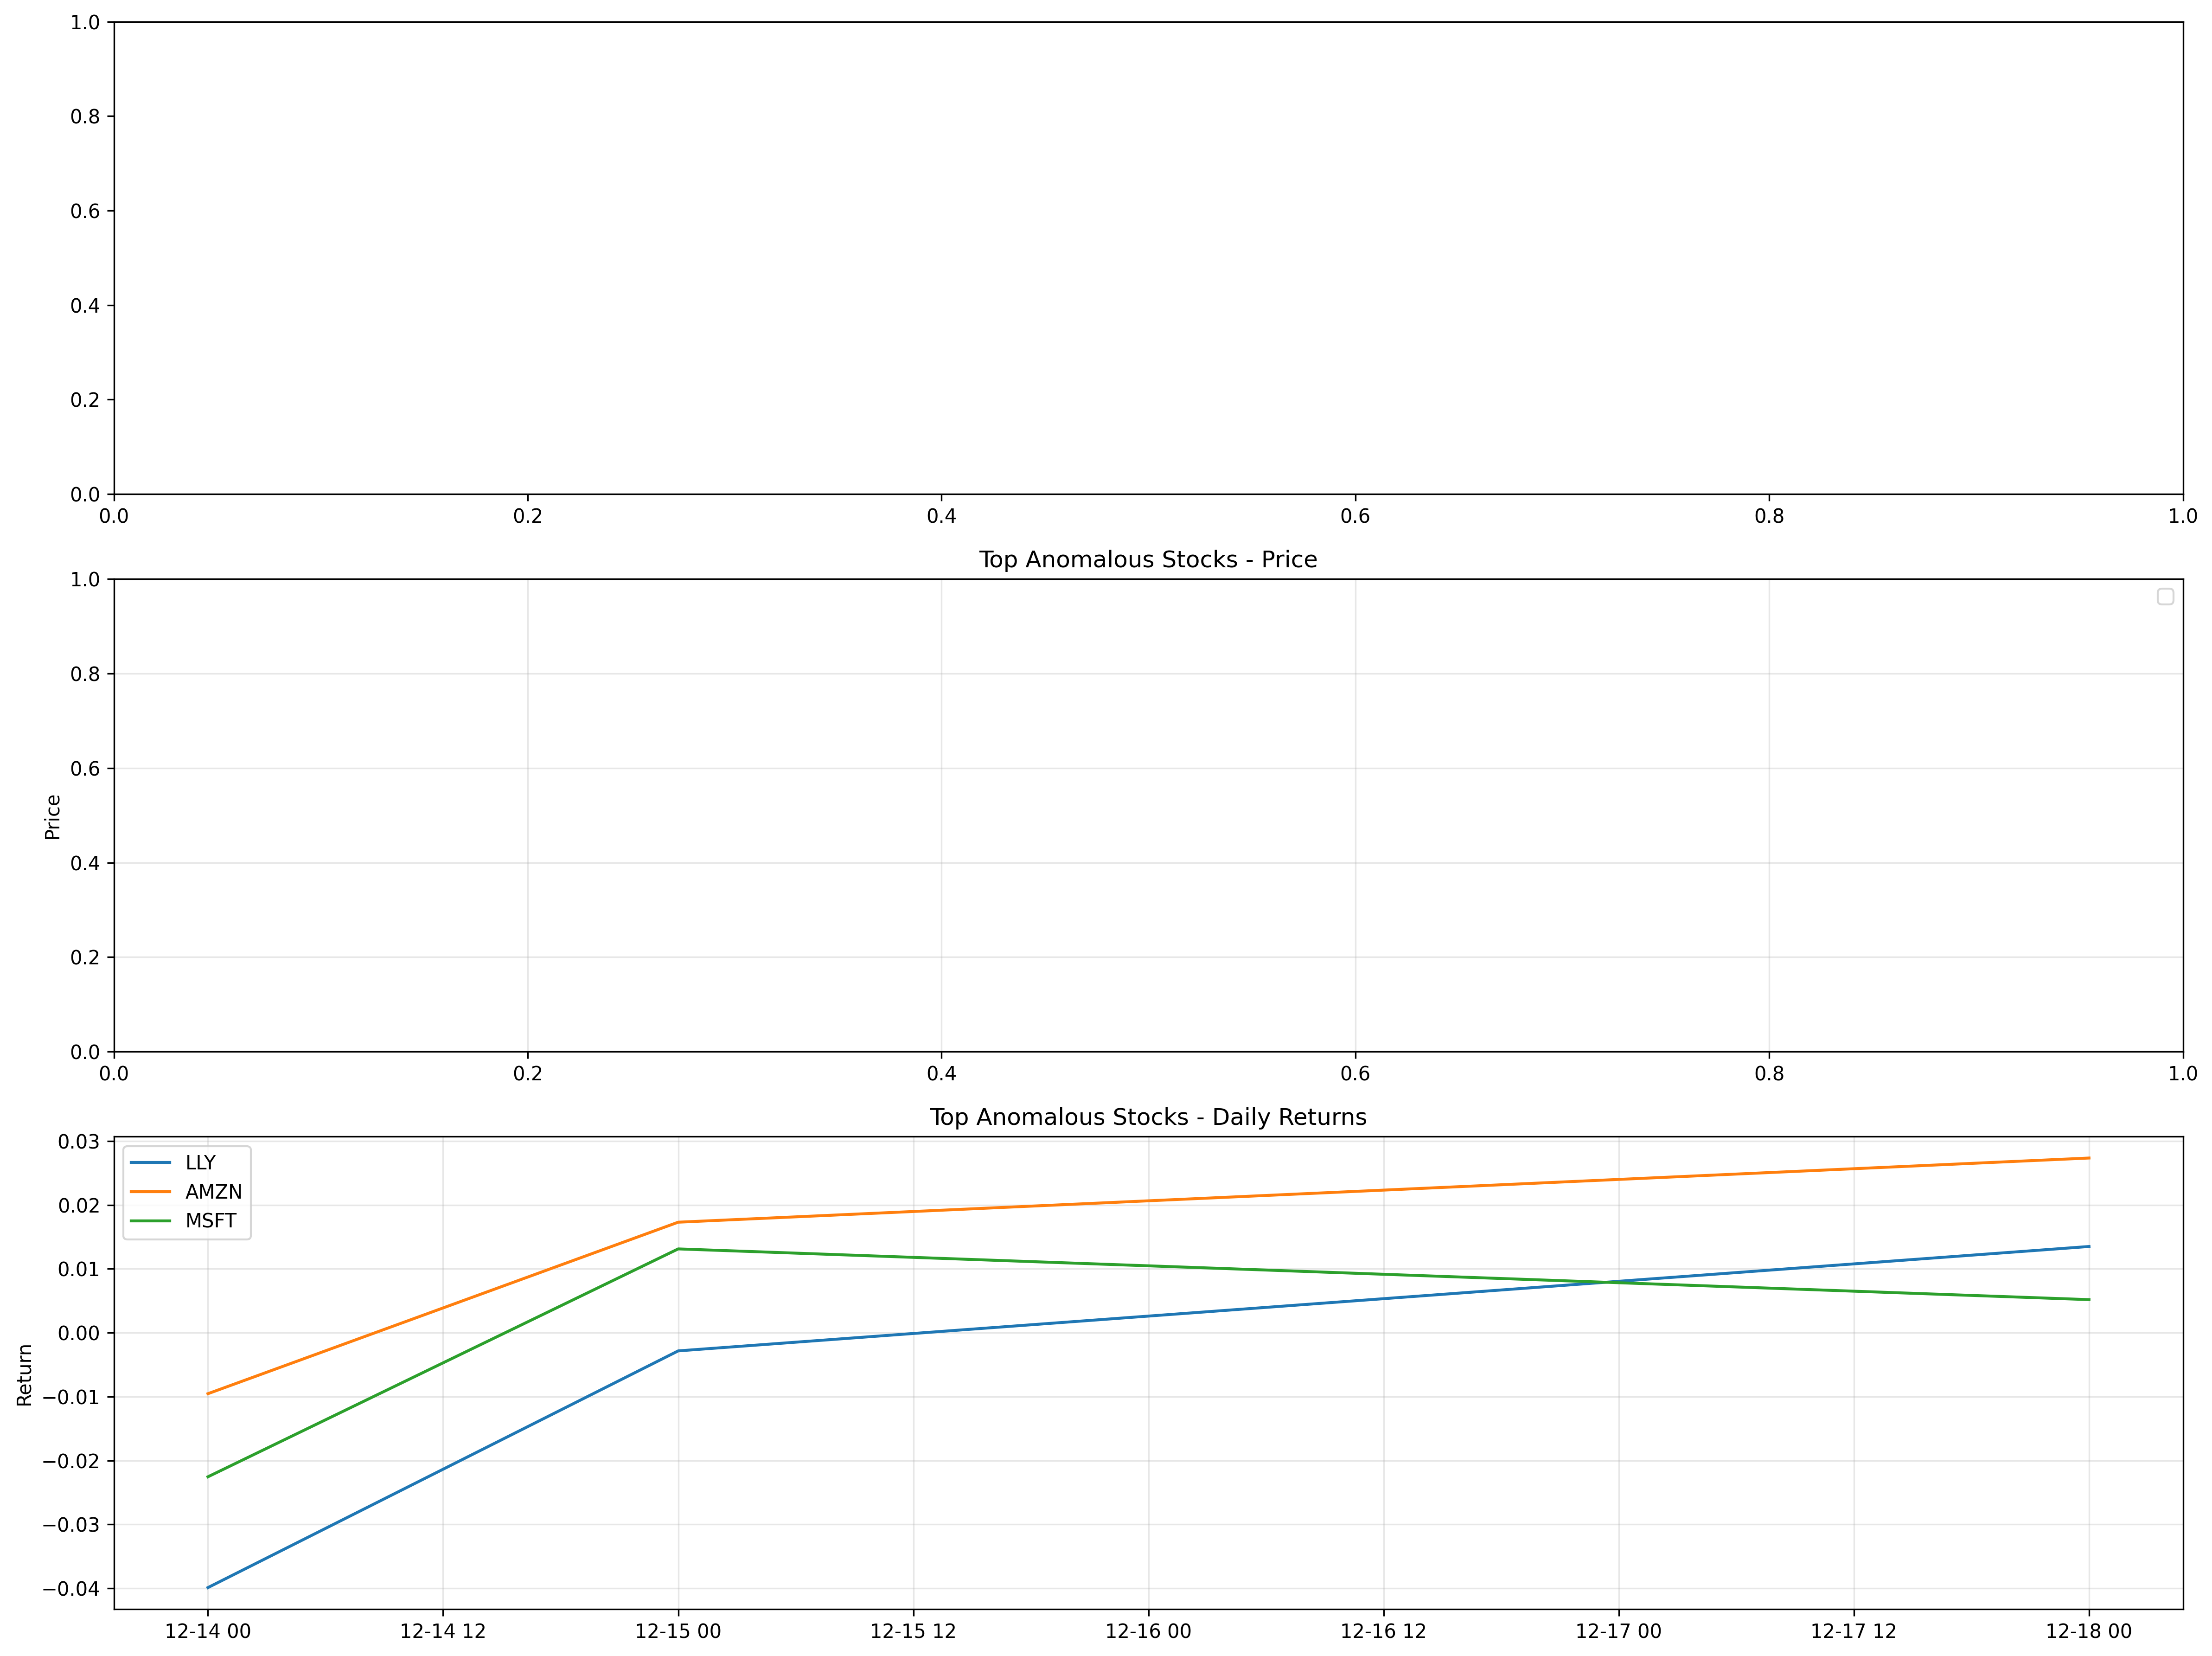 1.0
0.8
0.6
0.4
0.2
0.0
0.0 0.2 0.4 0.6 0.8 1.0
Top Anomalous Stocks - Price
Price
1.0
0.8
0.6
0.4
0.2
0.0
0.0 0.2 0.4 0.6 0.8 1.0
Top Anomalous Stocks - Daily Returns
Return
0.03
0.02
0.01
0.00
−0.01
−0.02
−0.03
−0.04
LLY
AMZN
MSFT
12-14 00 12-14 12 12-15 00 12-15 12 12-16 00 12-16 12 12-17 00 12-17 12 12-18 00